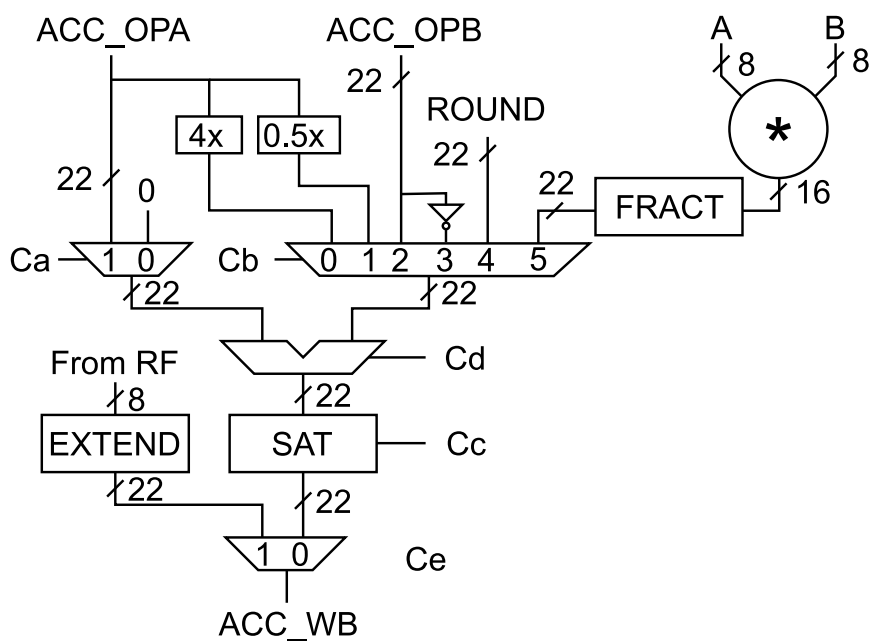 ACC_OPA ACC_OPB A B
22 8 8
ROUND
4x 0.5x 22 *
22 0 22 16
FRACT
Ca 1 0 Cb 0 1 2 3 4 5
22 22
From RF Cd
8 22
EXTEND SAT Cc
22 22
1 0 Ce
ACC_WB